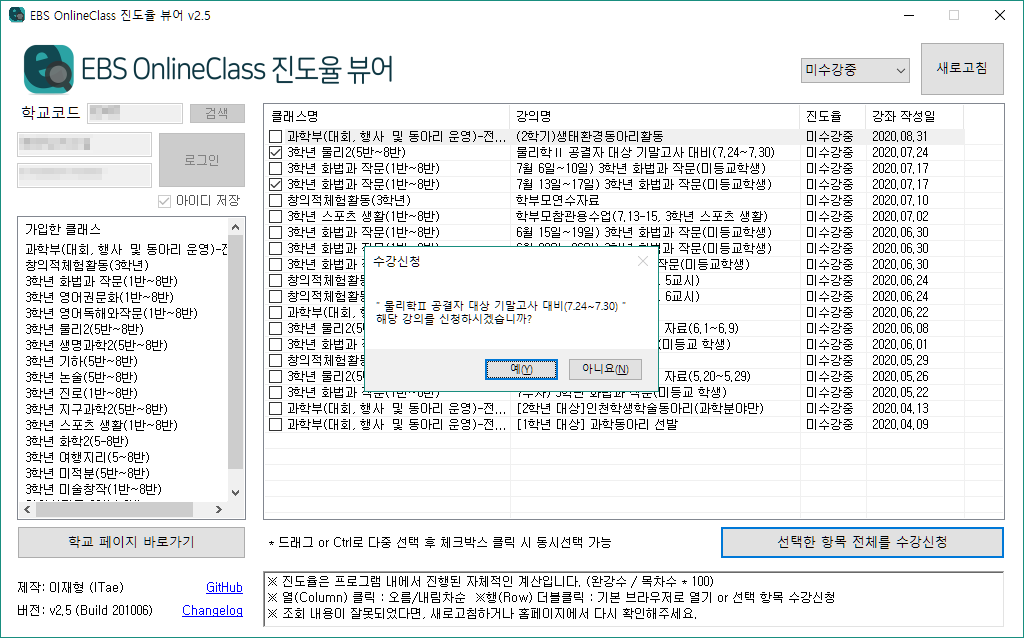 EBS OnlineClass 진도율 뷰어 v2.5
EBS OnlineClass 진도율 뷰어
미수강중
새로고침
학교코드
검색
로그인
아이디 저장
가입한 클래스
과학부(대회, 행사 및 동아리 운영)-전
창의적체험활동(3학년)
3학년 화법과 작문(1반~8반)
3학년 영어권문화(1반~8반)
3학년 영어독해와작문(1반~8반)
3학년 물리2(5반~8반)
3학년 생명과학2(5반~8반)
3학년 기하(5반~8반)
3학년 논술(5반~8반)
3학년 진로(1반~8반)
3학년 지구과학2(5반~8반)
3학년 스포츠 생활(1반~8반)
3학년 화학2(5-8반)
3학년 여행지리(5~8반)
3학년 미적분(5반~8반)
3학년 미술창작(1반~8반)
학교 페이지 바로가기
제작: 이재형 (ITae)
GitHub
버전: v2.5 (Build 201006)
Changelog
클래스명 강의명 진도율 강좌 작성일
과학부(대회, 행사 및 동아리 운영)-전... (2학기)생태환경동아리활동 미수강중 2020.08.31
3학년 물리2(5반~8반) 물리학Ⅱ 공결자 대상 기말고사 대비(7.24~7.30) 미수강중 2020.07.24
3학년 화법과 작문(1반~8반) 7월 6일~10일) 3학년 화법과 작문(미등교학생) 미수강중 2020.07.17
3학년 화법과 작문(1반~8반) 7월 13일~17일) 3학년 화법과 작문(미등교학생) 미수강중 2020.07.17
창의적체험활동(3학년) 학부모연수자료 미수강중 2020.07.10
3학년 스포츠 생활(1반~8반) 학부모참관용수업(7.13-15, 3학년 스포츠 생활) 미수강중 2020.07.02
3학년 화법과 작문(1반~8반) 6월 15일~19일) 3학년 화법과 작문(미등교학생) 미수강중 2020.06.30
3학년 화법과 작문(1반~8반) 3학년 화법과 작문(미등교학생) 미수강중 2020.06.30
3학년 화법과 작문(미등교학생) 미수강중 2020.06.30
창의적체험활동 5교시) 미수강중 2020.06.24
창의적체험활동 6교시) 미수강중 2020.06.24
과학부(대회, 미수강중 2020.06.22
3학년 물리2(5 자료(6.1~6.9) 미수강중 2020.06.08
3학년 화법과 (미등교 학생) 미수강중 2020.06.01
창의적체험활동 미수강중 2020.05.29
3학년 물리2(5 자료(5.20~5.29) 미수강중 2020.05.26
3학년 화법과 작문(1반~8반) 3학년 화법과 작문(미등교 학생) 미수강중 2020.05.22
과학부(대회, 행사 및 동아리 운영)-전... [2학년 대상]인천학생학술동아리(과학분야만) 미수강중 2020.04.13
과학부(대회, 행사 및 동아리 운영)-전... [1학년 대상] 과학동아리 선발 미수강중 2020.04.09
수강신청
" 물리학Ⅱ 공결자 대상 기말고사 대비(7.24~7.30) "
해당 강의를 신청하시겠습니까?
예(Y)
아니요(N)
* 드래그 or Ctrl로 다중 선택 후 체크박스 클릭 시 동시선택 가능
선택한 항목 전체를 수강신청
※ 진도율은 프로그램 내에서 진행된 자체적인 계산입니다. (완강수 / 목차수 * 100)
※ 열(Column) 클릭 : 오름/내림차순 ※행(Row) 더블클릭 : 기본 브라우저로 열기 or 선택 항목 수강신청
※ 조회 내용이 잘못되었다면, 새로고침하거나 홈페이지에서 다시 확인해주세요.